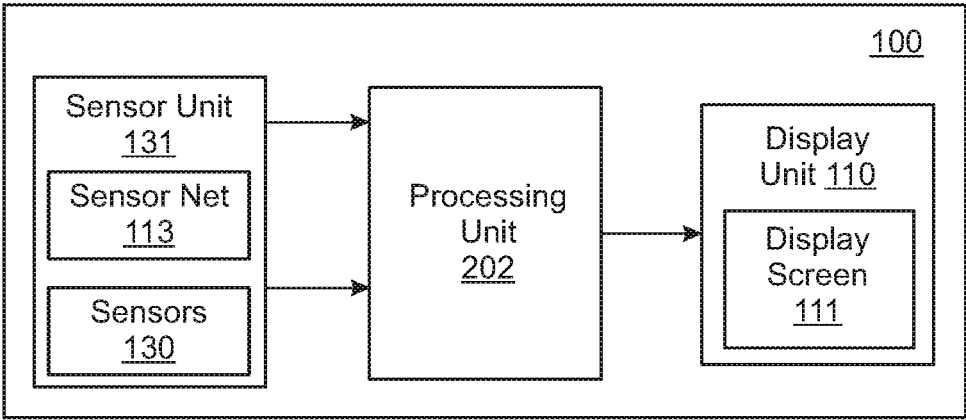 100
Sensor Unit
131
Sensor Net
113
Sensors
130
Processing
Unit
202
Display
Unit 110
Display
Screen
111